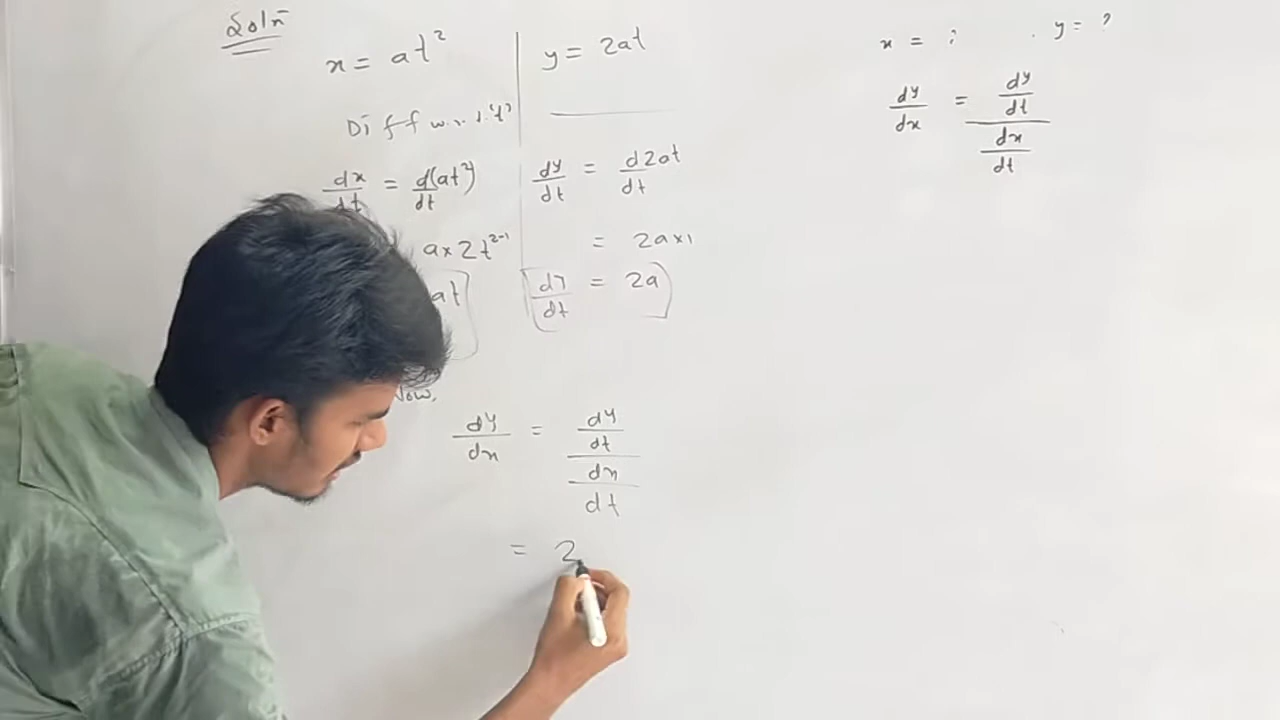 Soln
x = at²
Diff w.r.t. 't'
dx/dt = d(at²)/dt
a×2t²⁻¹
at
y = 2at
dy/dt = d2at/dt
= 2a×1
dy/dt = 2a
Now,
dy/dx = dy/dt / dx/dt
= 2
x = ? y = ?
dy/dx = dy/dt / dx/dt